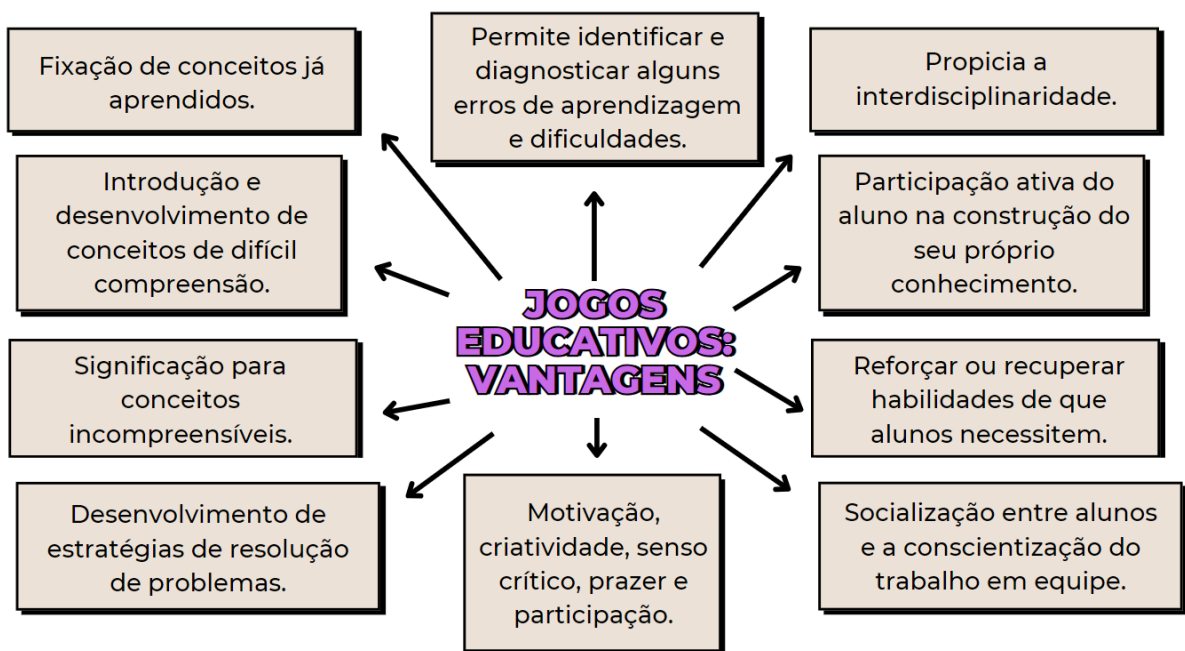 Fixação de conceitos já
aprendidos.
Permite identificar e
diagnosticar alguns
erros de aprendizagem
e dificuldades.
Propicia a
interdisciplinaridade.
Introdução e
desenvolvimento de
conceitos de difícil
compreensão.
Participação ativa do
aluno na construção do
seu próprio
conhecimento.
JOGOS
EDUCATIVOS:
VANTAGENS
Significação para
conceitos
incompreensíveis.
Reforçar ou recuperar
habilidades de que
alunos necessitem.
Desenvolvimento de
estratégias de resolução
de problemas.
Motivação,
criatividade, senso
crítico, prazer e
participação.
Socialização entre alunos
e a conscientização do
trabalho em equipe.